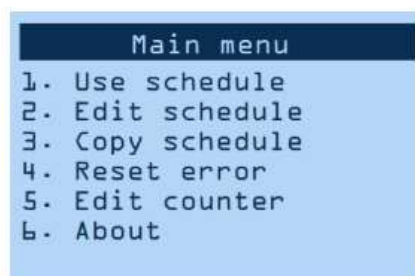 Main menu
1. Use schedule
2. Edit schedule
3. Copy schedule
4. Reset error
5. Edit counter
6. About